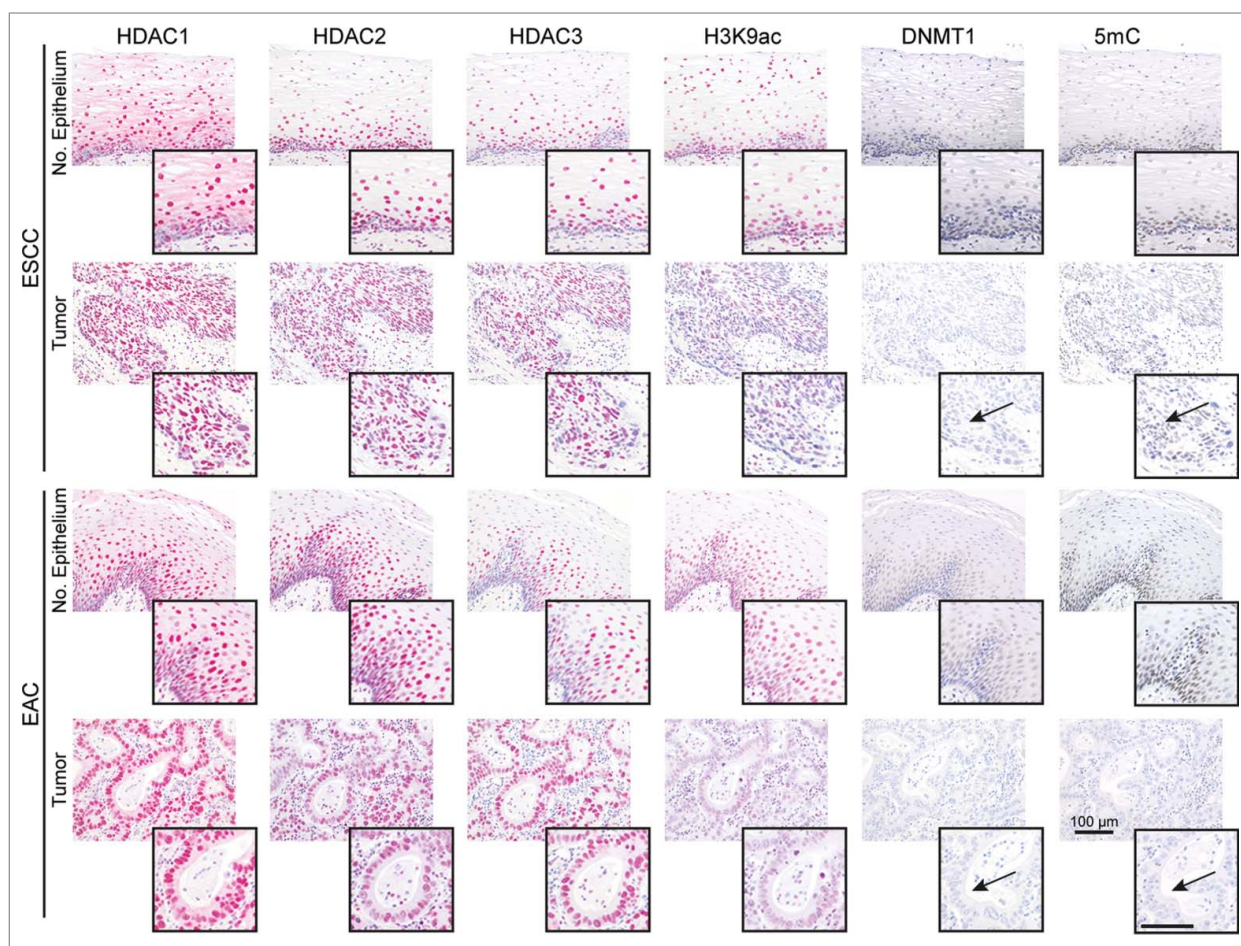 HDAC1 HDAC2 HDAC3 H3K9ac DNMT1 5mC
ESCC
No. Epithelium
Tumor
EAC
No. Epithelium
Tumor
100 µm